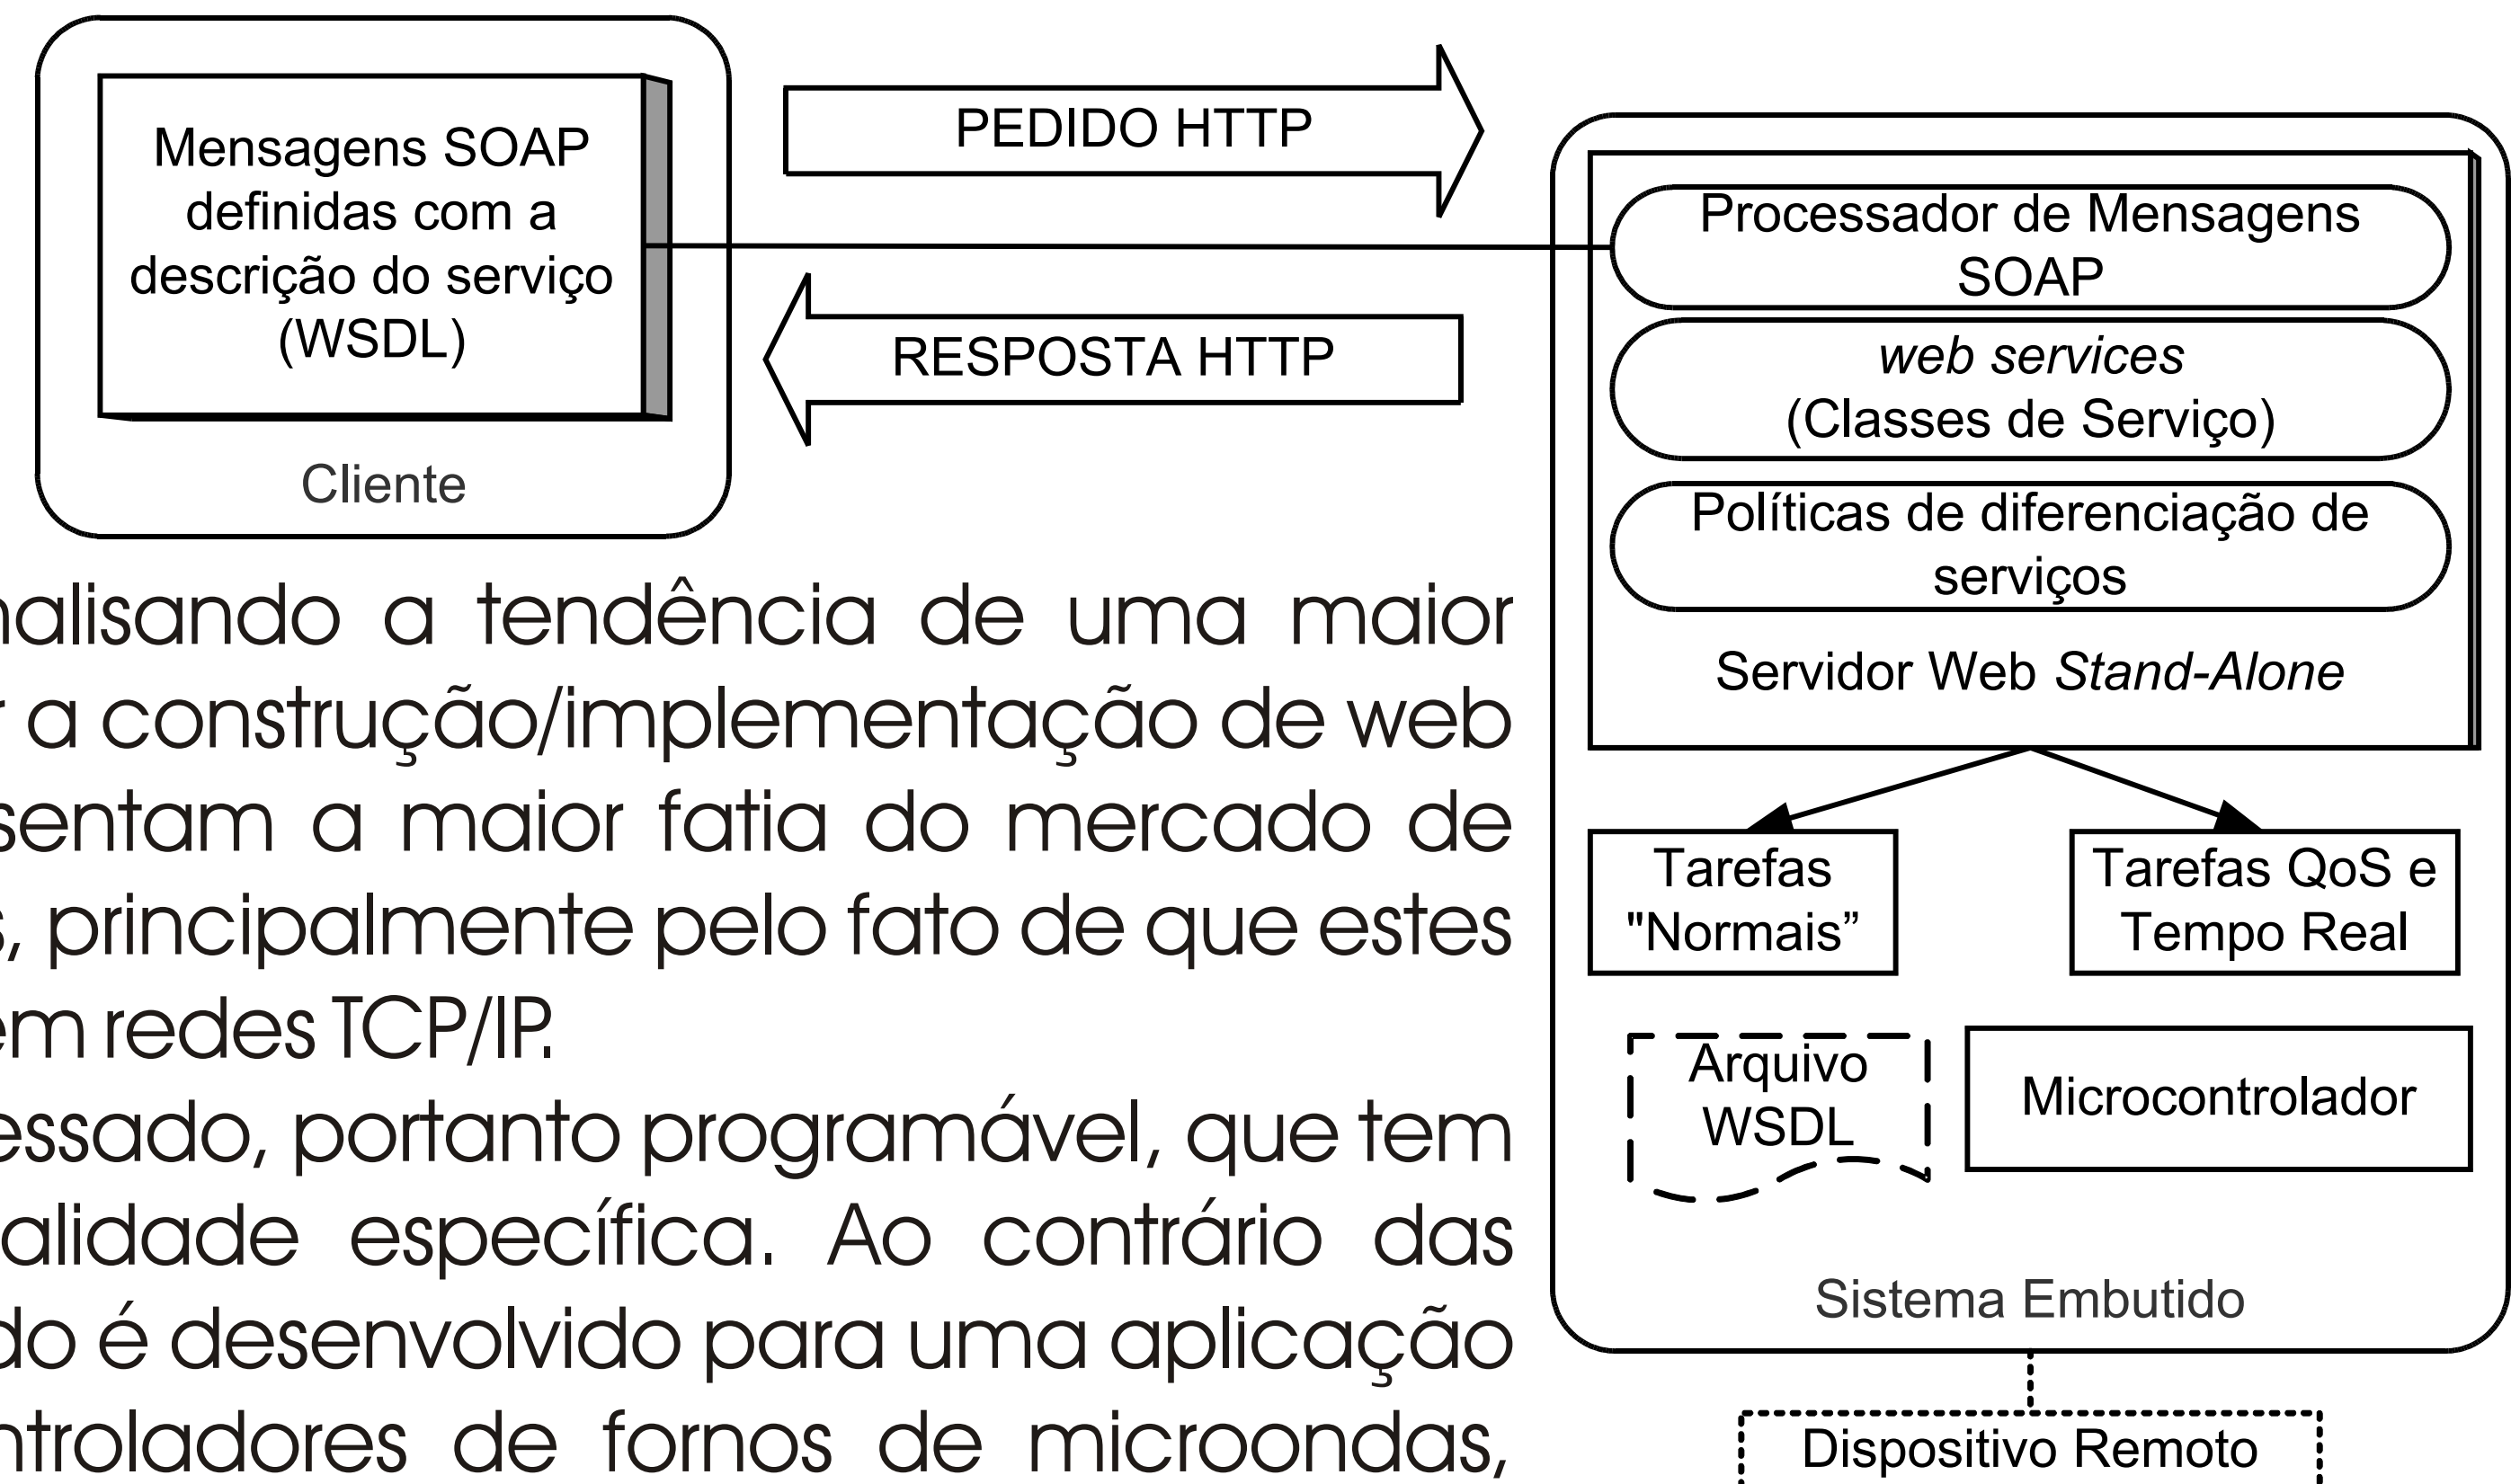 Mensagens SOAP
definidas com a
descrição do serviço
(WSDL)
Cliente
PEDIDO HTTP
RESPOSTA HTTP
Processador de Mensagens
SOAP
web services
(Classes de Serviço)
Políticas de diferenciação de
serviços
Servidor Web Stand-Alone
Tarefas
"Normais”
Tarefas QoS e
Tempo Real
Arquivo
WSDL
Microcontrolador
Sistema Embutido
Dispositivo Remoto
nalisando a tendência de uma maior
r a construção/implementação de web
sentam a maior fatia do mercado de
s, principalmente pelo fato de que estes
em redes TCP/IP.
essado, portanto programável, que tem
alidade específica. Ao contrário das
do é desenvolvido para uma aplicação
ntroladores de fornos de microondas,